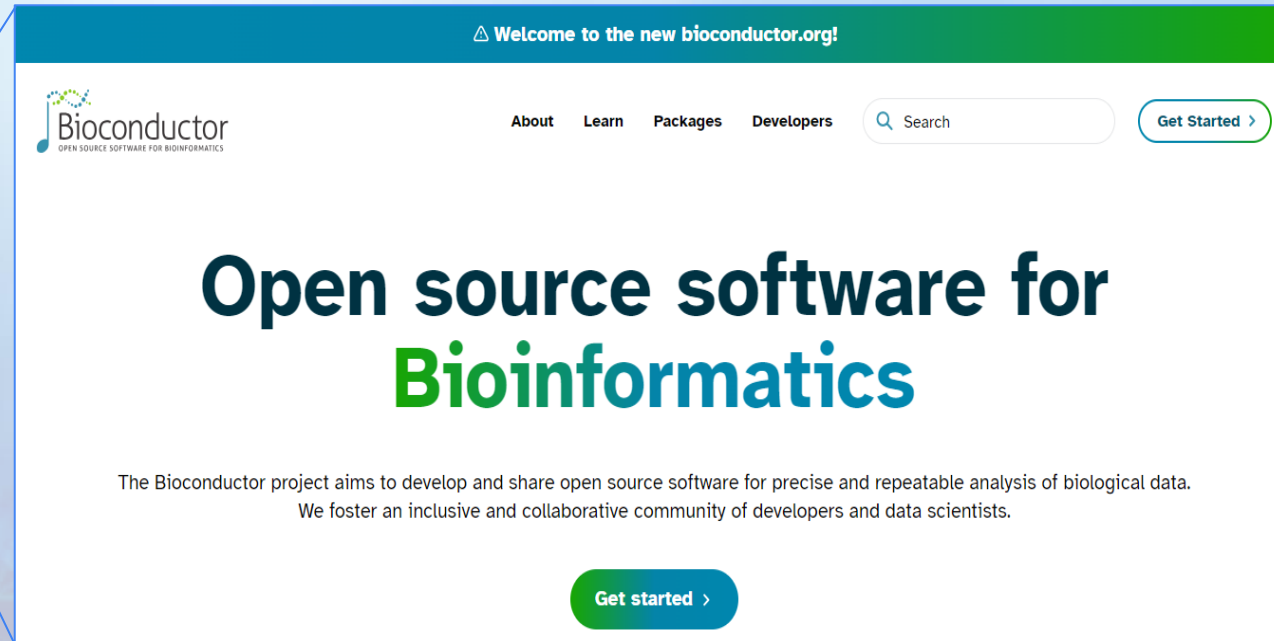 ⚠ Welcome to the new bioconductor.org!
Bioconductor
OPEN SOURCE SOFTWARE FOR BIOINFORMATICS
About Learn Packages Developers Search Get Started >
Open source software for
Bioinformatics
The Bioconductor project aims to develop and share open source software for precise and repeatable analysis of biological data.
We foster an inclusive and collaborative community of developers and data scientists.
Get started >